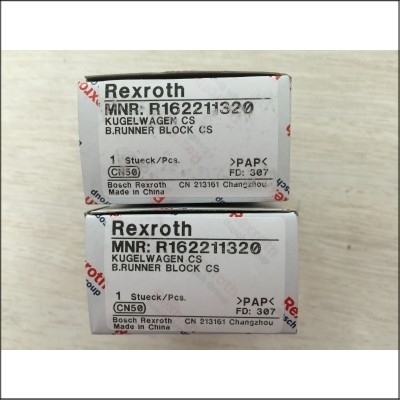 Rexroth
MNR: R162211320
KUGELWAGEN CS
B.RUNNER BLOCK CS
1 Stueck/Pcs.
>PAP<
CN50
FD: 307
Bosch Rexroth
CN 213161 Changzhou
Made in China
Rexroth
MNR: R162211320
KUGELWAGEN CS
B.RUNNER BLOCK CS
1 Stueck/Pcs.
>PAP<
CN50
FD: 307
Bosch Rexroth
CN 213161 Changzhou
Made in China